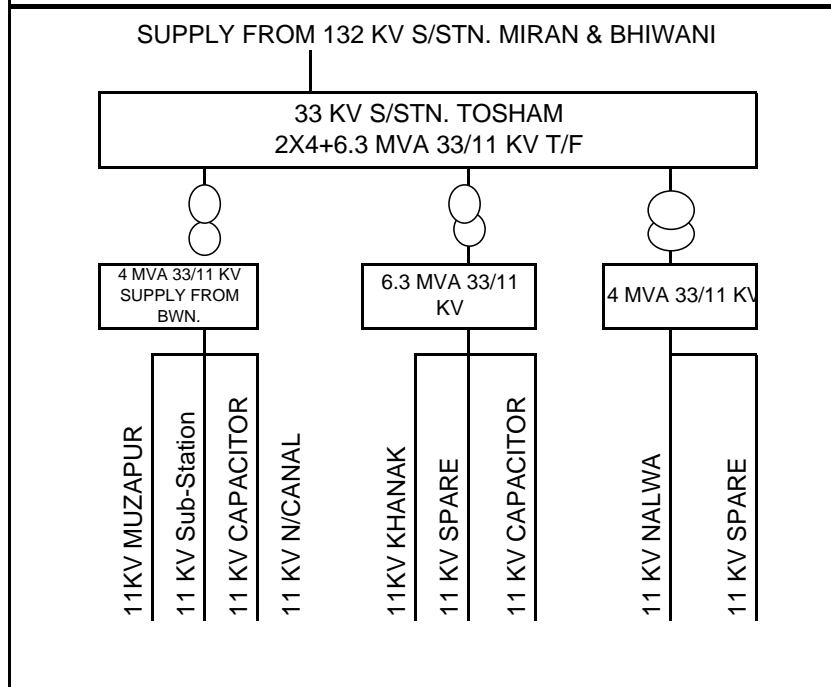 SUPPLY FROM 132 KV S/STN. MIRAN & BHIWANI
33 KV S/STN. TOSHAM
2X4+6.3 MVA 33/11 KV T/F
4 MVA 33/11 KV
SUPPLY FROM
BWN.
6.3 MVA 33/11
KV
4 MVA 33/11 KV
11KV MUZAPUR
11 KV Sub-Station
11 KV CAPACITOR
11 KV N/CANAL
11KV KHANAK
11 KV SPARE
11 KV CAPACITOR
11 KV NALWA
11 KV SPARE